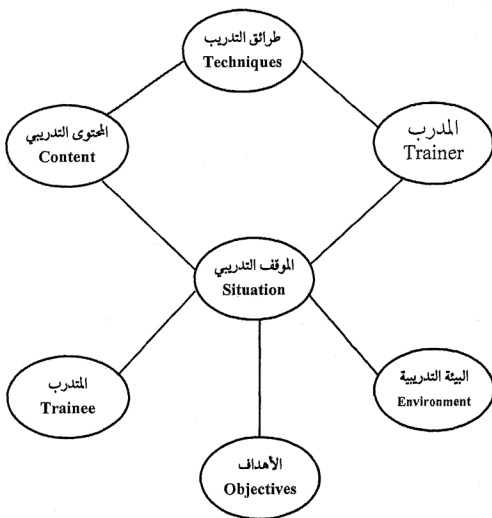 طرائق التدريب
Techniques
المدرب
Trainer
المحتوى التدريبي
Content
الموقف التدريبي
Situation
البيئة التدريبية
Environment
المتدرب
Trainee
الأهداف
Objectives